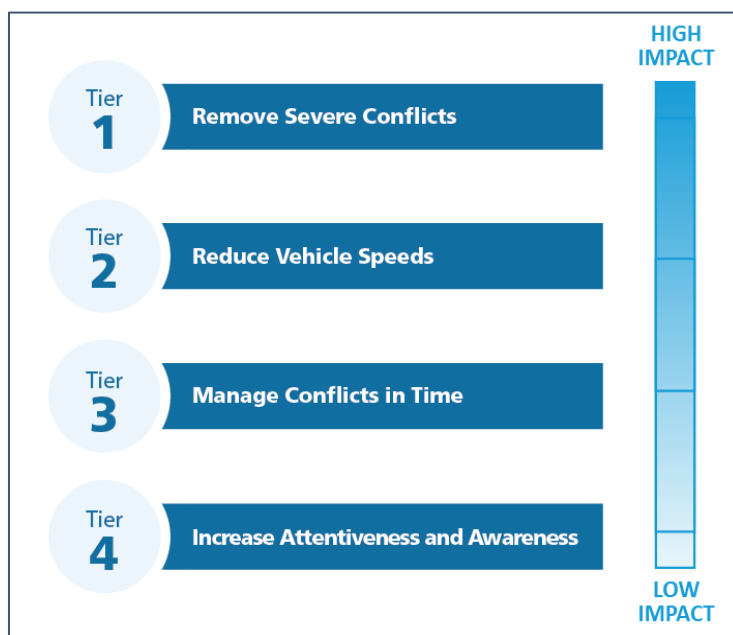 HIGH
IMPACT
Tier
1
Remove Severe Conflicts
Tier
2
Reduce Vehicle Speeds
Tier
3
Manage Conflicts in Time
Tier
4
Increase Attentiveness and Awareness
LOW
IMPACT